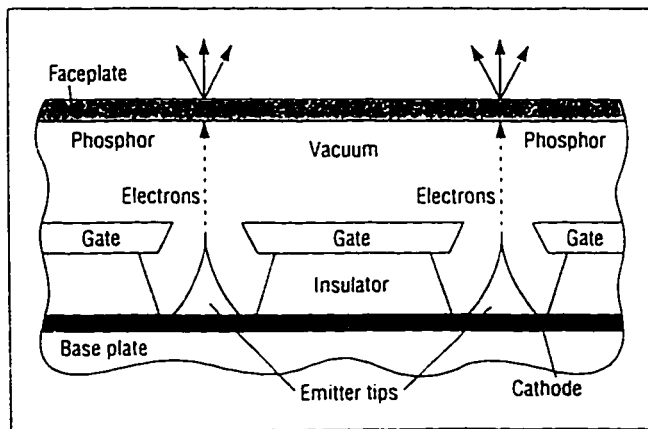 Faceplate
Phosphor Vacuum Phosphor
Electrons Electrons
Gate Gate Gate
Insulator
Base plate
Emitter tips Cathode